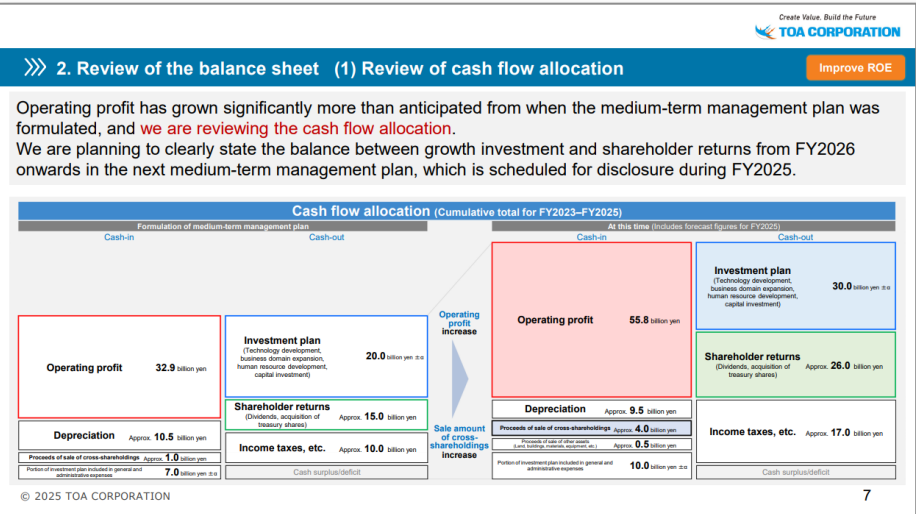 Create Value. Build the Future
TOA CORPORATION
2. Review of the balance sheet (1) Review of cash flow allocation
Improve ROE
Operating profit has grown significantly more than anticipated from when the medium-term management plan was
formulated, and we are reviewing the cash flow allocation.
We are planning to clearly state the balance between growth investment and shareholder returns from FY2026
onwards in the next medium-term management plan, which is scheduled for disclosure during FY2025.
Cash flow allocation (Cumulative total for FY2023–FY2025)
Formulation of medium-term management plan
Cash-in
Cash-out
Operating profit 32.9 billion yen
Depreciation Approx. 10.5 billion yen
Proceeds of sale of cross-shareholdings Approx. 1.0 billion yen
Portion of investment plan included in general and
administrative expenses 7.0 billion yen ±α
Investment plan
(Technology development,
business domain expansion,
human resource development,
capital investment)
20.0 billion yen ±α
Shareholder returns
(Dividends, acquisition of
treasury shares)
Approx. 15.0 billion yen
Income taxes, etc. Approx. 10.0 billion yen
Cash surplus/deficit
Operating
profit
increase
Sale amount
of cross-
shareholdings
increase
At this time (Includes forecast figures for FY2025)
Cash-in
Cash-out
Operating profit 55.8 billion yen
Depreciation Approx. 9.5 billion yen
Proceeds of sale of cross-shareholdings Approx. 4.0 billion yen
Proceeds of sale of other assets
(Land, buildings, materials, equipment, etc.) Approx. 0.5 billion yen
Portion of investment plan included in general and
administrative expenses 10.0 billion yen ±α
Investment plan
(Technology development,
business domain expansion,
human resource development,
capital investment)
30.0 billion yen ±α
Shareholder returns
(Dividends, acquisition of
treasury shares)
Approx. 26.0 billion yen
Income taxes, etc. Approx. 17.0 billion yen
Cash surplus/deficit
© 2025 TOA CORPORATION
7